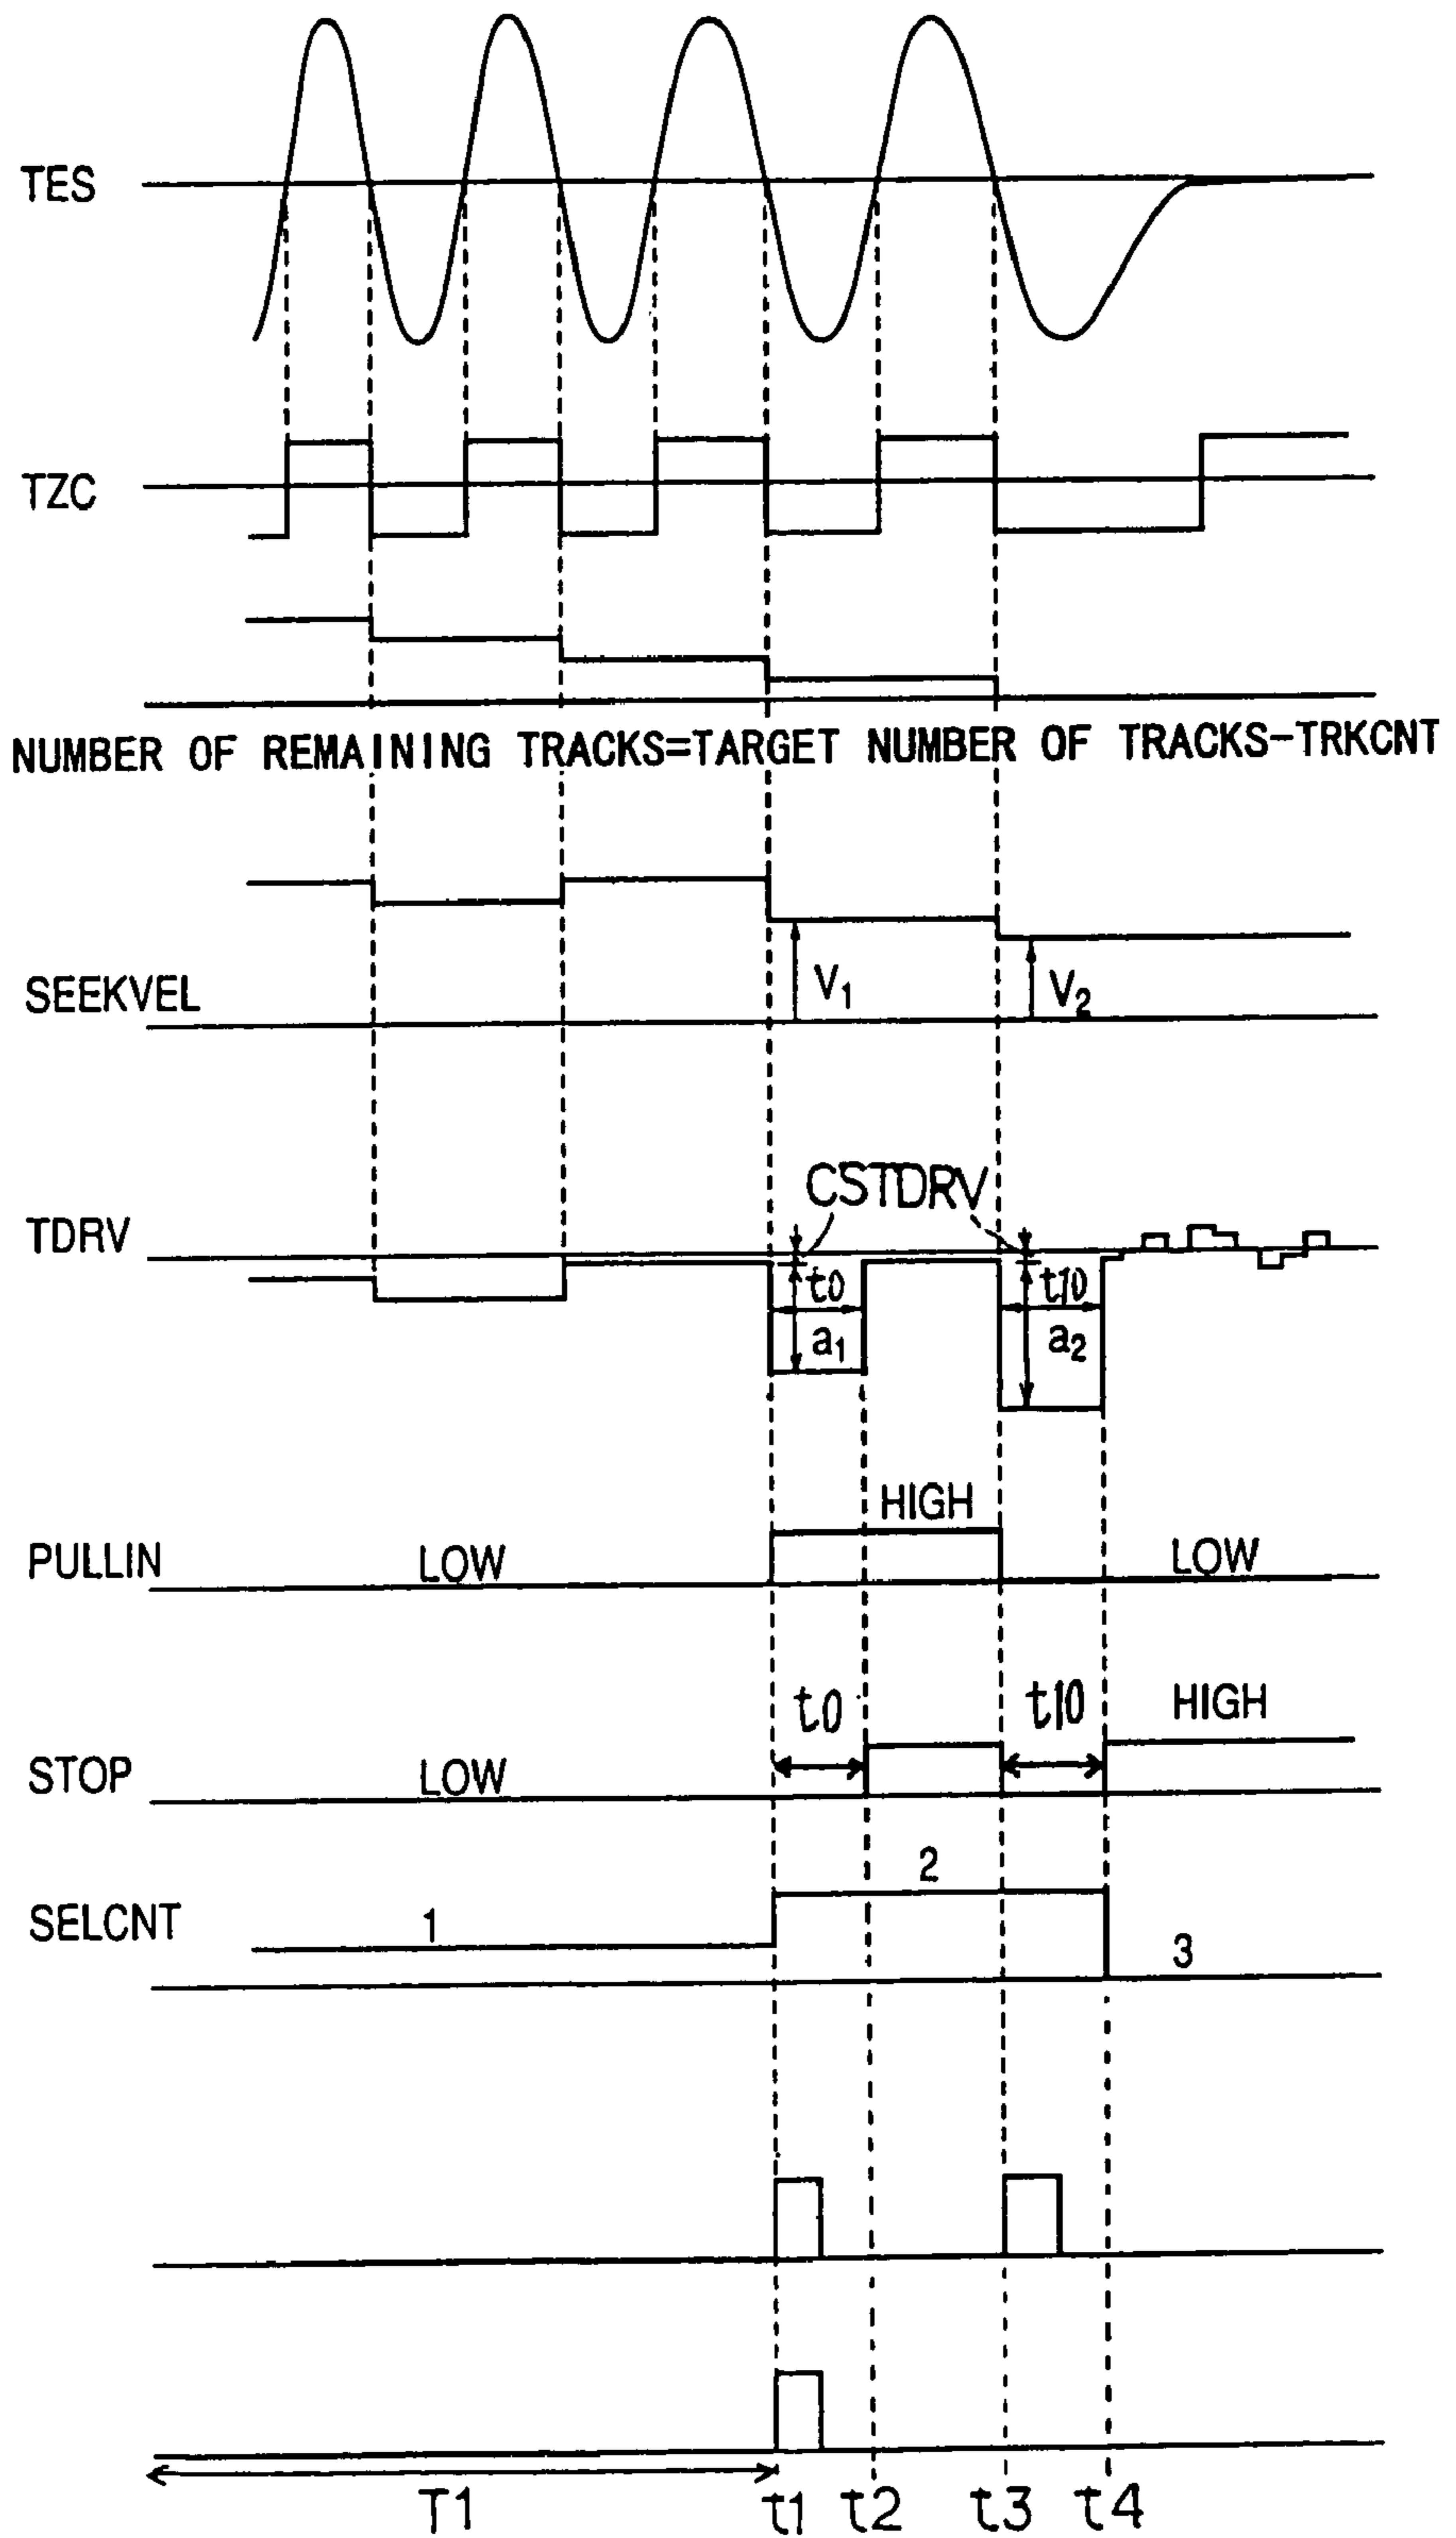 TES
TZC
NUMBER OF REMAINING TRACKS=TARGET NUMBER OF TRACKS-TRKCNT
SEEKVEL
V1
V2
CSTDRV
TDRV
t0
t10
a1
a2
HIGH
PULLIN
LOW
LOW
t0
t10
HIGH
STOP
LOW
2
SELCNT
1
3
T1
t1
t2
t3
t4